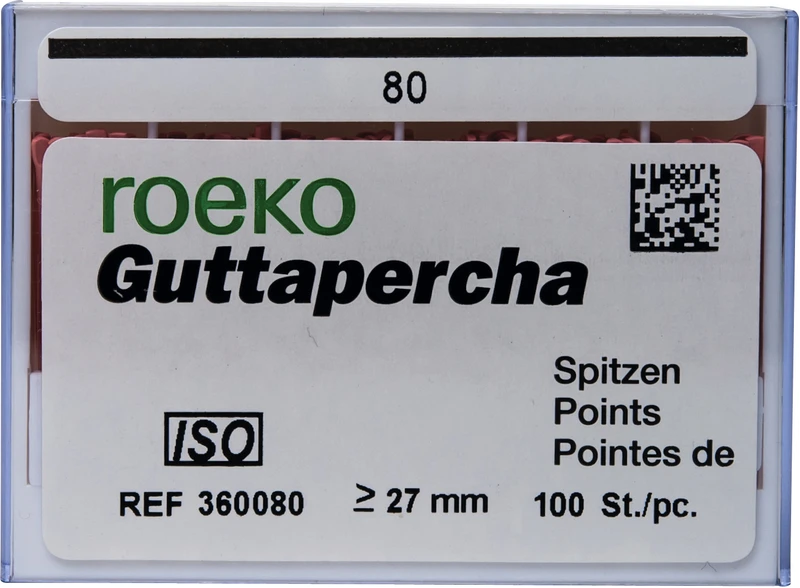 80
roeko
Guttapercha
Spitzen
Points
Pointes de
ISO
REF 360080 ≥ 27 mm 100 St./pc.